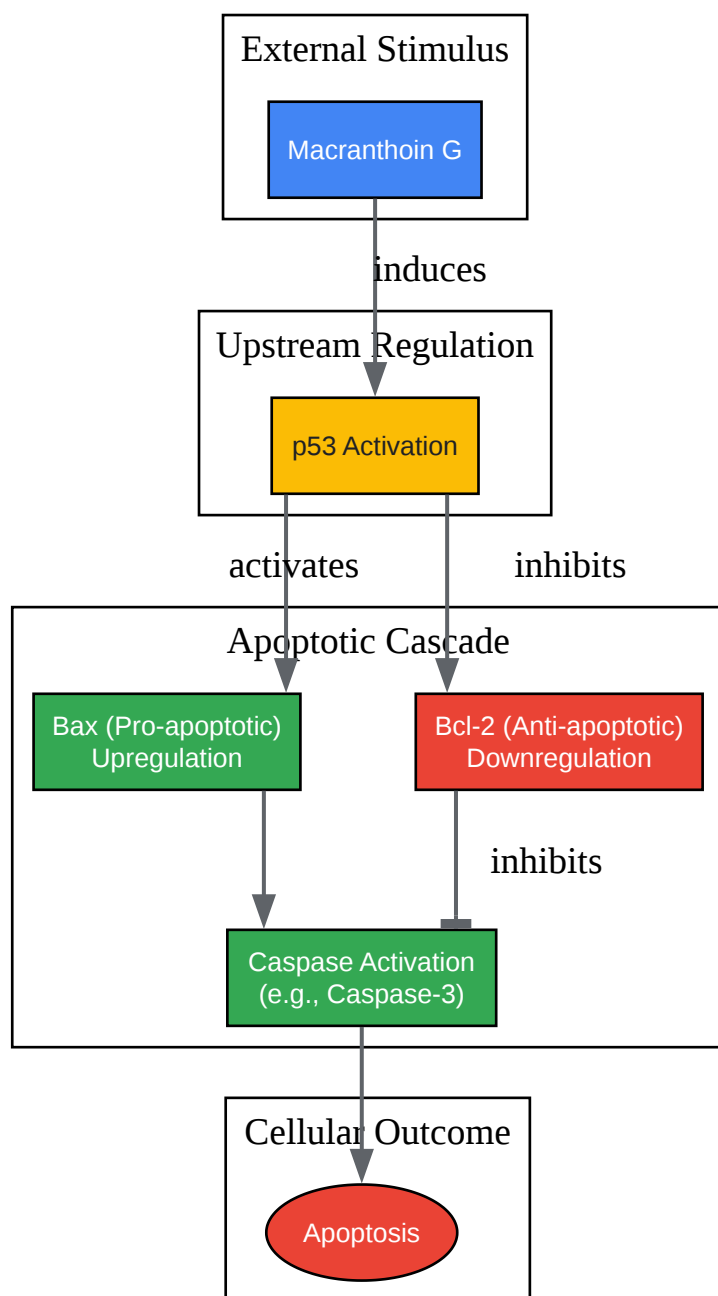 External Stimulus
Macranthoin G
induces
Upstream Regulation
p53 Activation
activates
inhibits
Apoptotic Cascade
Bax (Pro-apoptotic)
Upregulation
Bcl-2 (Anti-apoptotic)
Downregulation
inhibits
Caspase Activation
(e.g., Caspase-3)
Cellular Outcome
Apoptosis